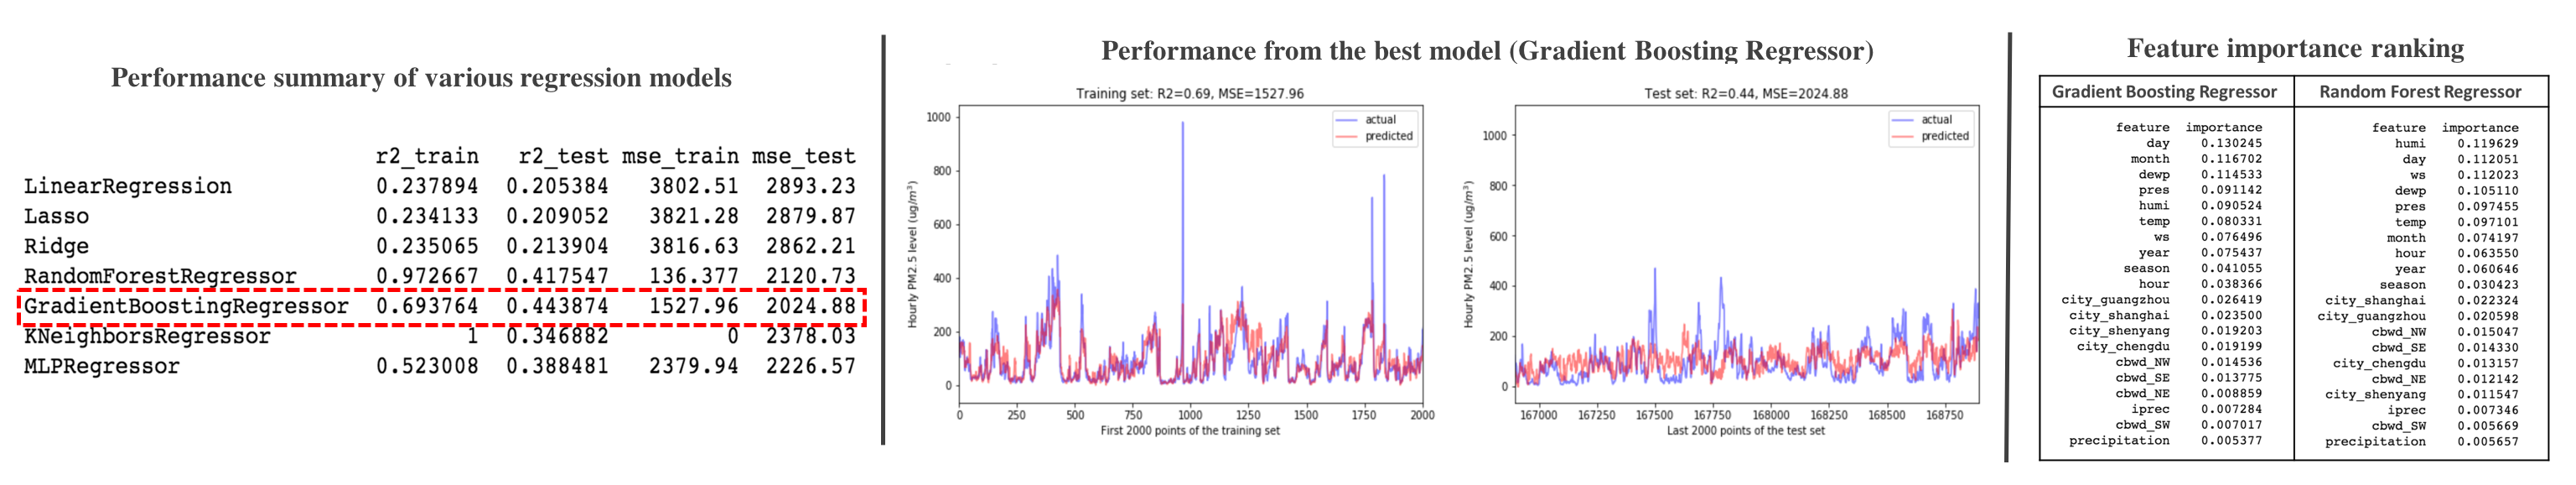 Performance summary of various regression models
r2_train r2_test mse_train mse_test
LinearRegression 0.237894 0.205384 3802.51 2893.23
Lasso 0.234133 0.209052 3821.28 2879.87
Ridge 0.235065 0.213904 3816.63 2862.21
RandomForestRegressor 0.972667 0.417547 136.377 2120.73
GradientBoostingRegressor 0.693764 0.443874 1527.96 2024.88
KNeighborsRegressor 1 0.346882 0 2378.03
MLPRegressor 0.523008 0.388481 2379.94 2226.57
Performance from the best model (Gradient Boosting Regressor)
Training set: R2=0.69, MSE=1527.96
actual
predicted
Hourly PM2.5 level (ug/m³)
1000
800
600
400
200
0
0 250 500 750 1000 1250 1500 1750 2000
First 2000 points of the training set
Test set: R2=0.44, MSE=2024.88
actual
predicted
Hourly PM2.5 level (ug/m³)
1000
800
600
400
200
0
167000 167250 167500 167750 168000 168250 168500 168750
Last 2000 points of the test set
Feature importance ranking
Gradient Boosting Regressor
feature importance
day 0.130245
month 0.116702
dewp 0.114533
pres 0.091142
humi 0.090524
temp 0.080331
ws 0.076496
year 0.075437
season 0.041055
hour 0.038366
city_guangzhou 0.026419
city_shanghai 0.023500
city_shenyang 0.019203
city_chengdu 0.019199
cbwd_NW 0.014536
cbwd_SE 0.013775
cbwd_NE 0.008859
iprec 0.007284
cbwd_SW 0.007017
precipitation 0.005377
Random Forest Regressor
feature importance
humi 0.119629
day 0.112051
ws 0.112023
dewp 0.105110
pres 0.097455
temp 0.097101
month 0.074197
hour 0.063550
year 0.060646
season 0.030423
city_shanghai 0.022324
city_guangzhou 0.020598
cbwd_NW 0.015047
cbwd_SE 0.014330
city_chengdu 0.013157
cbwd_NE 0.012142
city_shenyang 0.011547
iprec 0.007346
cbwd_SW 0.005669
precipitation 0.005657